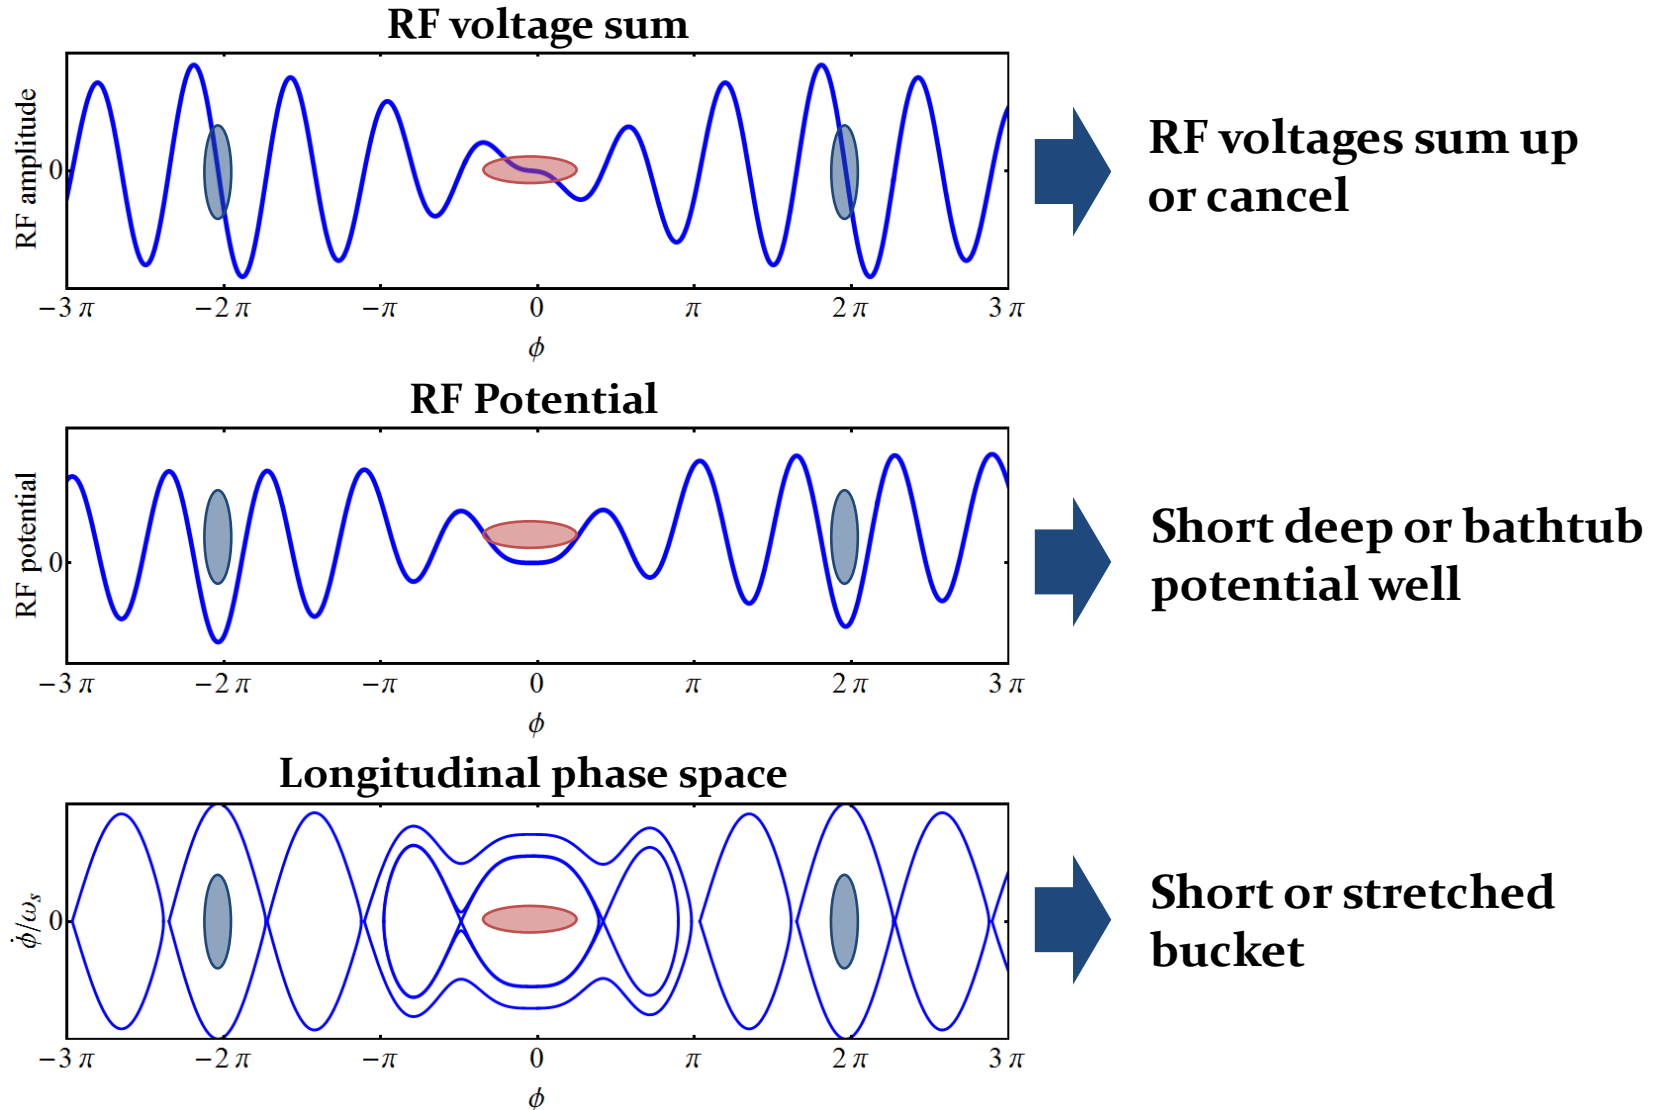 RF voltage sum
RF amplitude
0
−3 π
−2 π
−π
0
π
2 π
3 π
ϕ
RF voltages sum up
or cancel
RF Potential
RF potential
0
−3 π
−2 π
−π
0
π
2 π
3 π
ϕ
Short deep or bathtub
potential well
Longitudinal phase space
ϕ̇/ωs
0
−3 π
−2 π
−π
0
π
2 π
3 π
ϕ
Short or stretched
bucket